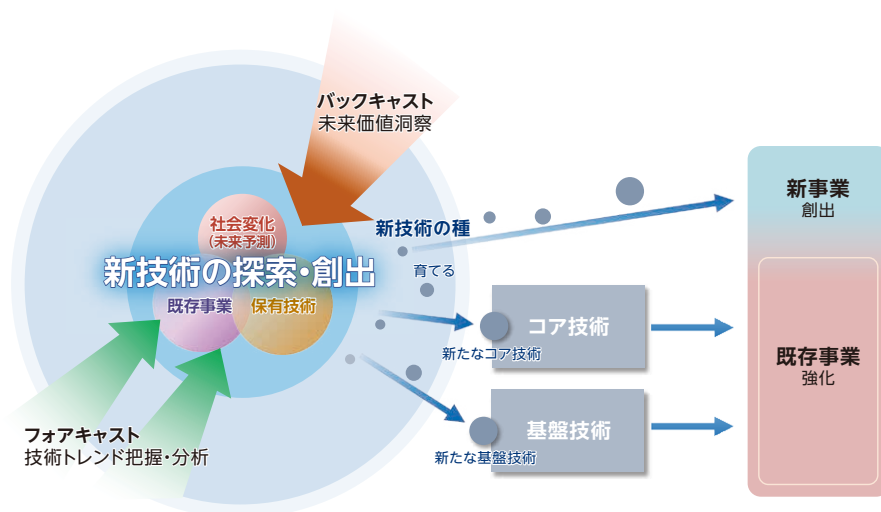 バックキャスト
未来価値洞察
社会変化
(未来予測)
新技術の探索・創出
既存事業
保有技術
フォアキャスト
技術トレンド把握・分析
新技術の種
育てる
コア技術
新たなコア技術
基盤技術
新たな基盤技術
新事業
創出
既存事業
強化